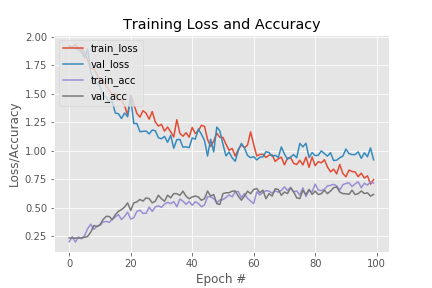 Training Loss and Accuracy
2.00
1.75
1.50
1.25
1.00
0.75
0.50
0.25
Loss/Accuracy
train_loss
val_loss
train_acc
val_acc
0
20
40
60
80
100
Epoch #